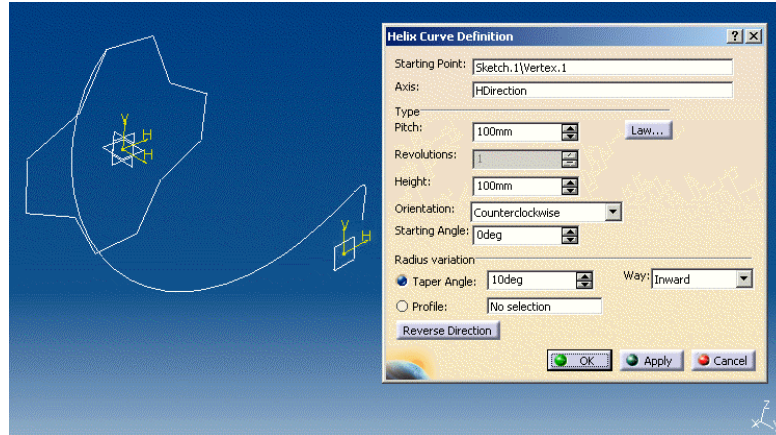 Helix Curve Definition
Starting Point: Sketch.1\Vertex.1
Axis: HDirection
Type
Pitch: 100mm Law...
Revolutions: 1
Height: 100mm
Orientation: Counterclockwise
Starting Angle: 0deg
Radius variation
Taper Angle: 10deg Way: Inward
Profile: No selection
Reverse Direction
OK Apply Cancel
V
H
H
V
H
Z
X